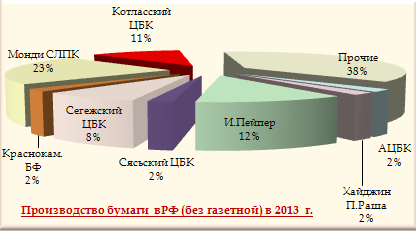 Котласский
ЦБК
11%
Монди СЛПК
23%
Прочие
38%
Сегежский
ЦБК
8%
И.Пейпер
12%
Краснокам.
БФ
2%
Сясьский ЦБК
2%
АЦБК
2%
Хайджин
П.Раша
2%
Производство бумаги вРФ (без газетной) в 2013 г.